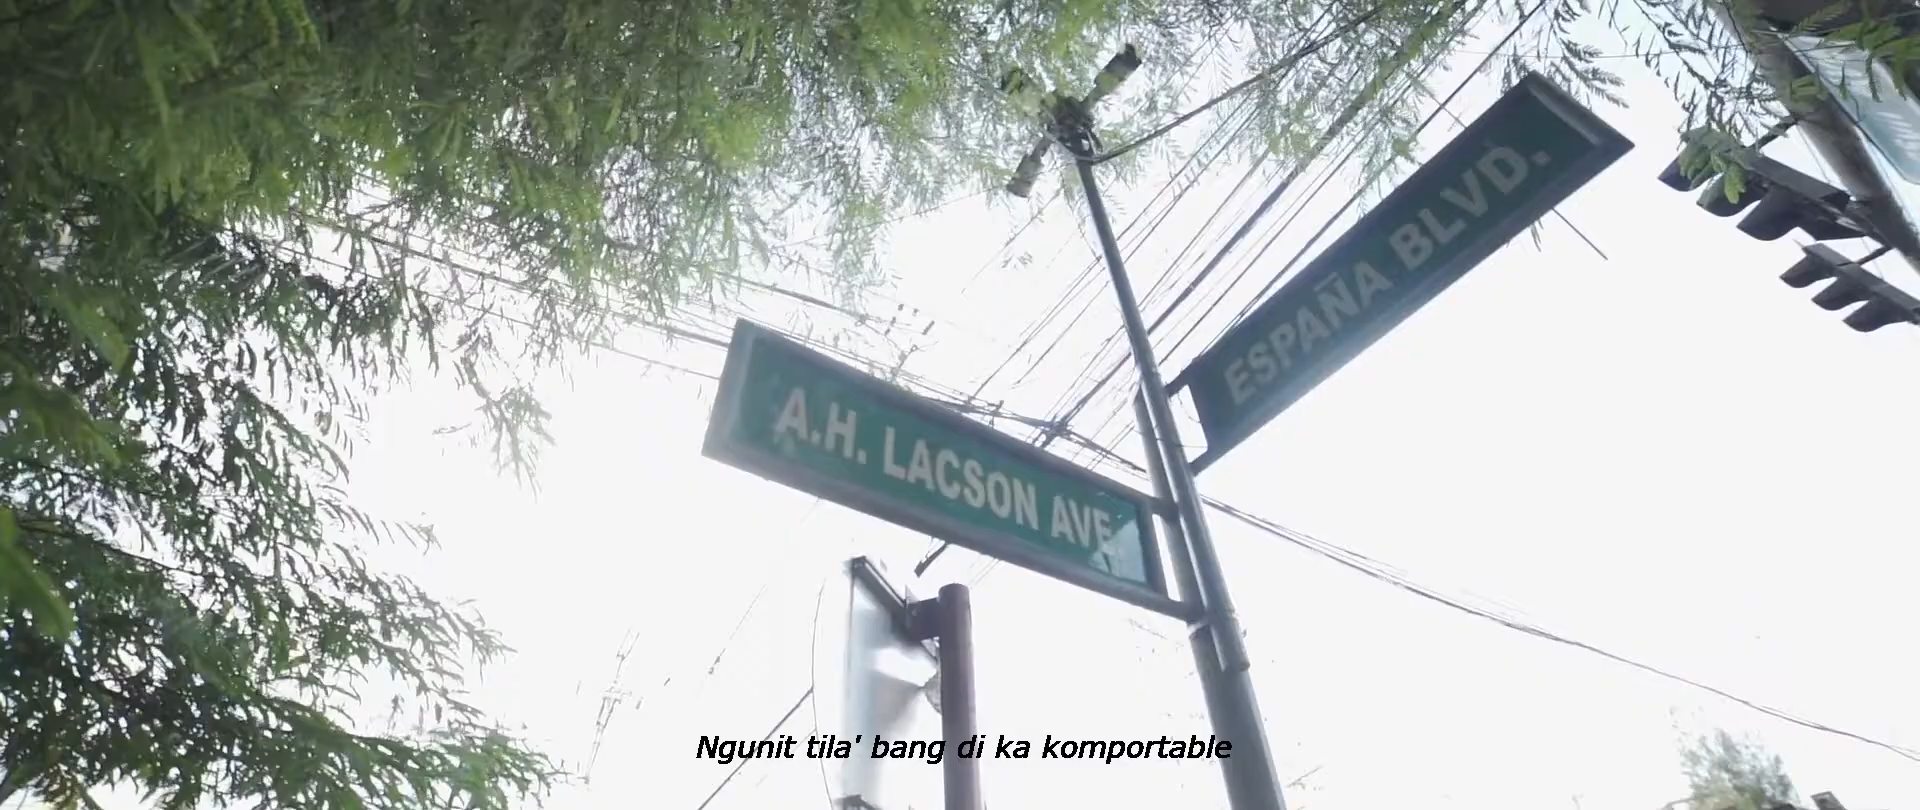 ESPAÑA BLVD.
A.H. LACSON AVE.
Ngunit tila' bang di ka komportable